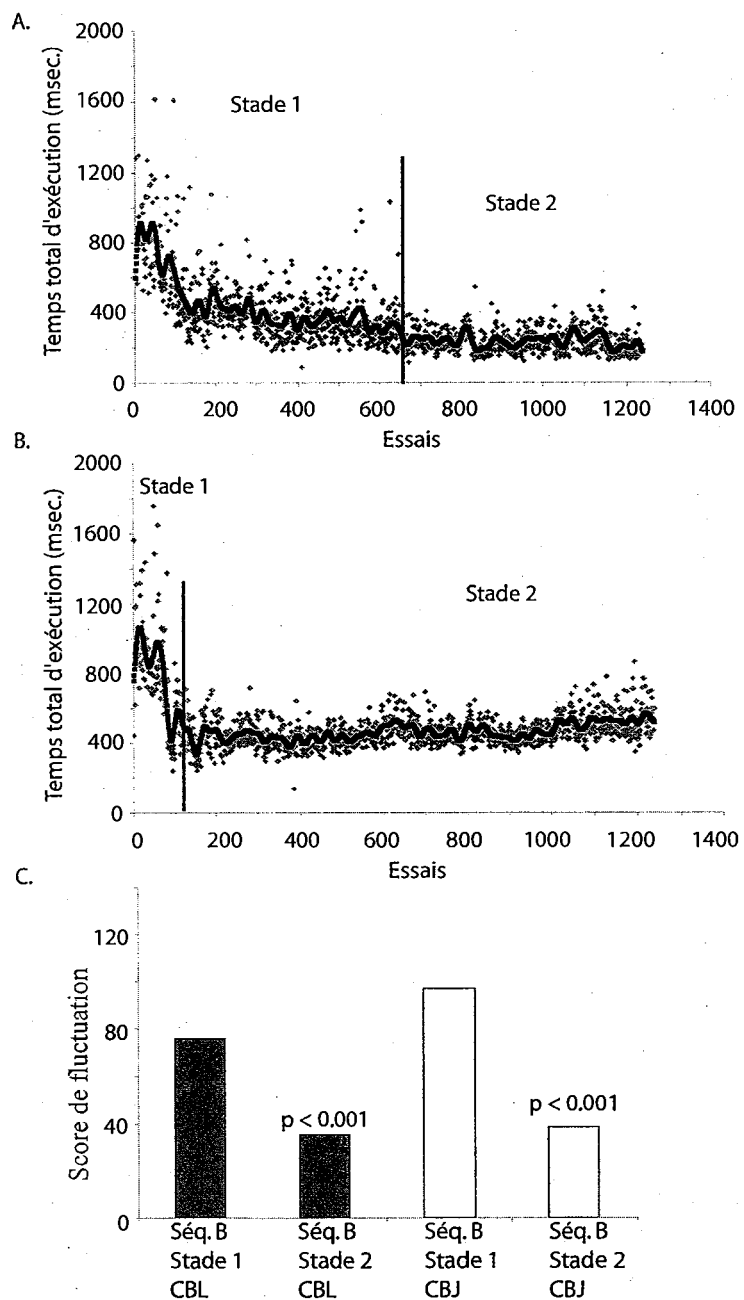 A.
2000
1600
1200
800
400
0
Temps total d'exécution (msec.)
Stade 1
Stade 2
0 200 400 600 800 1000 1200 1400
Essais
B.
2000
1600
1200
800
400
0
Temps total d'exécution (msec.)
Stade 1
Stade 2
0 200 400 600 800 1000 1200 1400
Essais
C.
120
80
40
0
Score de fluctuation
p < 0.001
p < 0.001
Séq. B Séq. B Séq. B Séq. B
Stade 1 Stade 2 Stade 1 Stade 2
CBL CBL CBJ CBJ